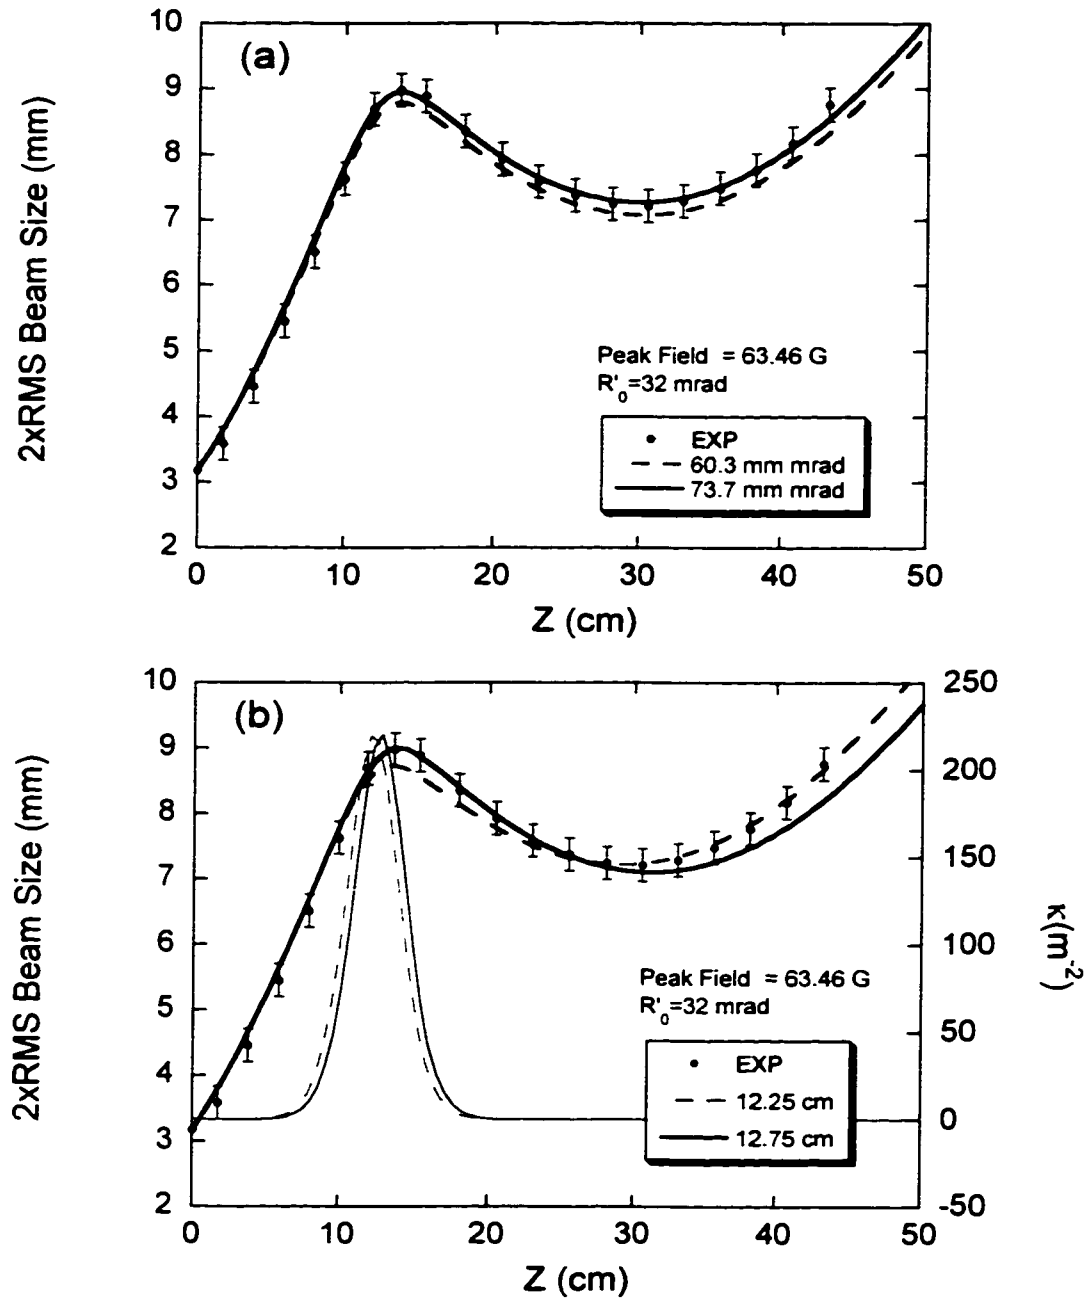 (a)
10
9
8
7
6
5
4
3
2
2xRMS Beam Size (mm)
Peak Field = 63.46 G
R'0=32 mrad
EXP
60.3 mm mrad
73.7 mm mrad
0 10 20 30 40 50
Z (cm)
(b)
10
9
8
7
6
5
4
3
2
2xRMS Beam Size (mm)
250
200
150
100
50
0
-50
κ(m-2)
Peak Field = 63.46 G
R'0=32 mrad
EXP
12.25 cm
12.75 cm
0 10 20 30 40 50
Z (cm)